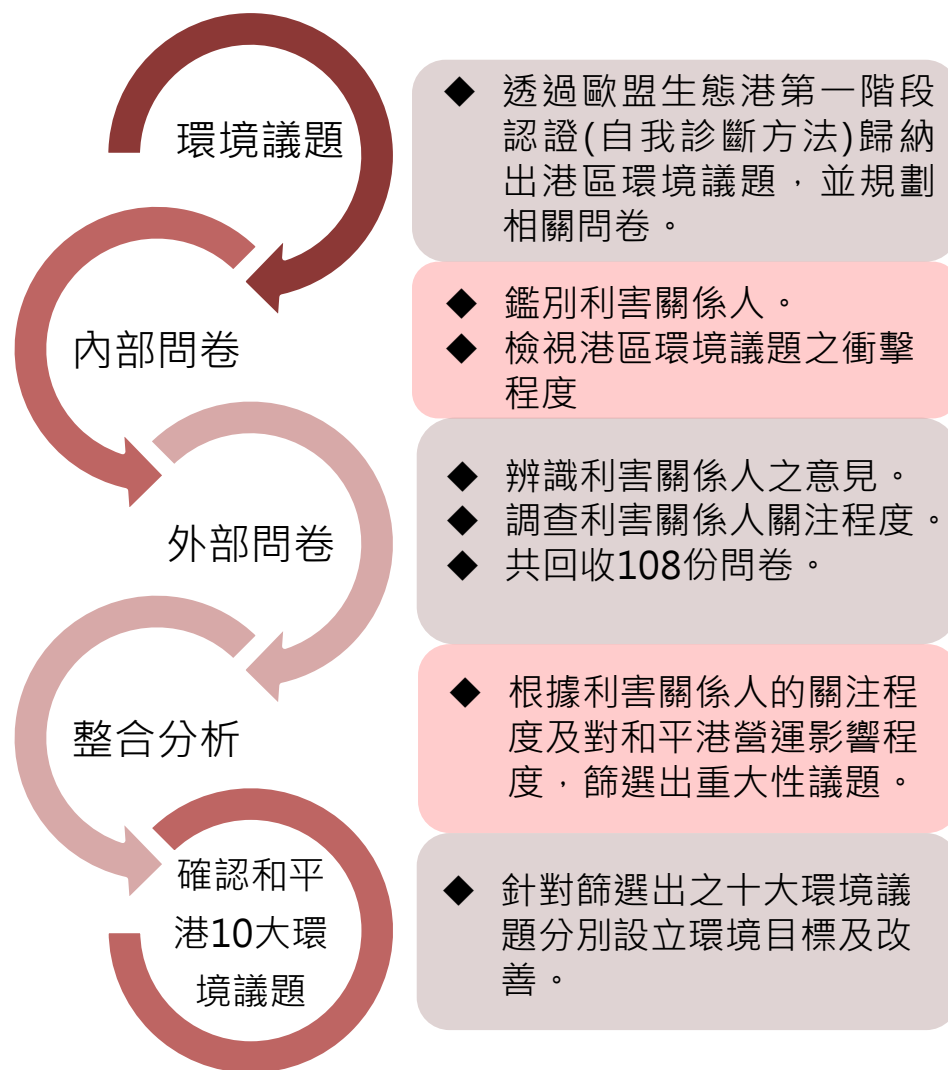 環境議題
◆ 透過歐盟生態港第一階段
認證(自我診斷方法)歸納
出港區環境議題，並規劃
相關問卷。
內部問卷
◆ 鑑別利害關係人。
◆ 檢視港區環境議題之衝擊
程度
外部問卷
◆ 辨識利害關係人之意見。
◆ 調查利害關係人關注程度。
◆ 共回收108份問卷。
整合分析
◆ 根據利害關係人的關注程
度及對和平港營運影響程
度，篩選出重大性議題。
確認和平
港10大環
境議題
◆ 針對篩選出之十大環境議
題分別設立環境目標及改
善。